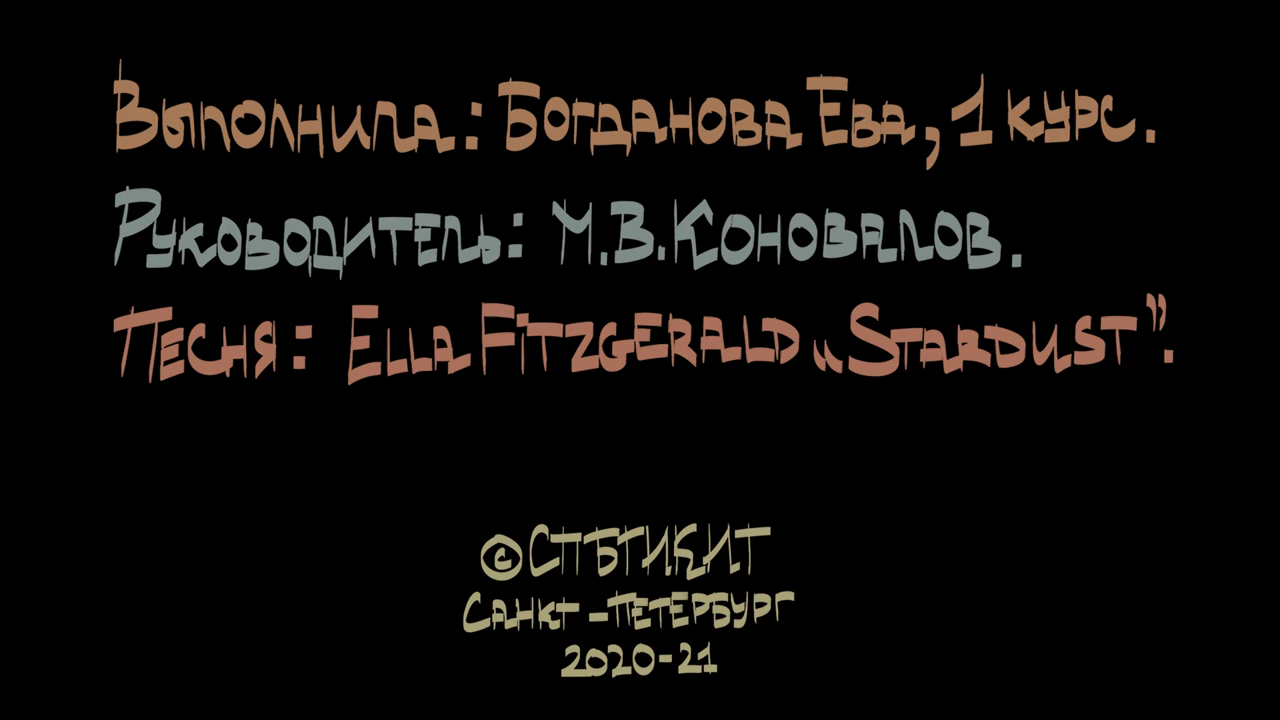 Выполнила: Богданова Ева, 1 курс.
Руководитель: М.В.Коновалов.
Песня: Ella Fitzgerald „Stardust”.
©СПБГИКИТ
Санкт-Петербург
2020-21